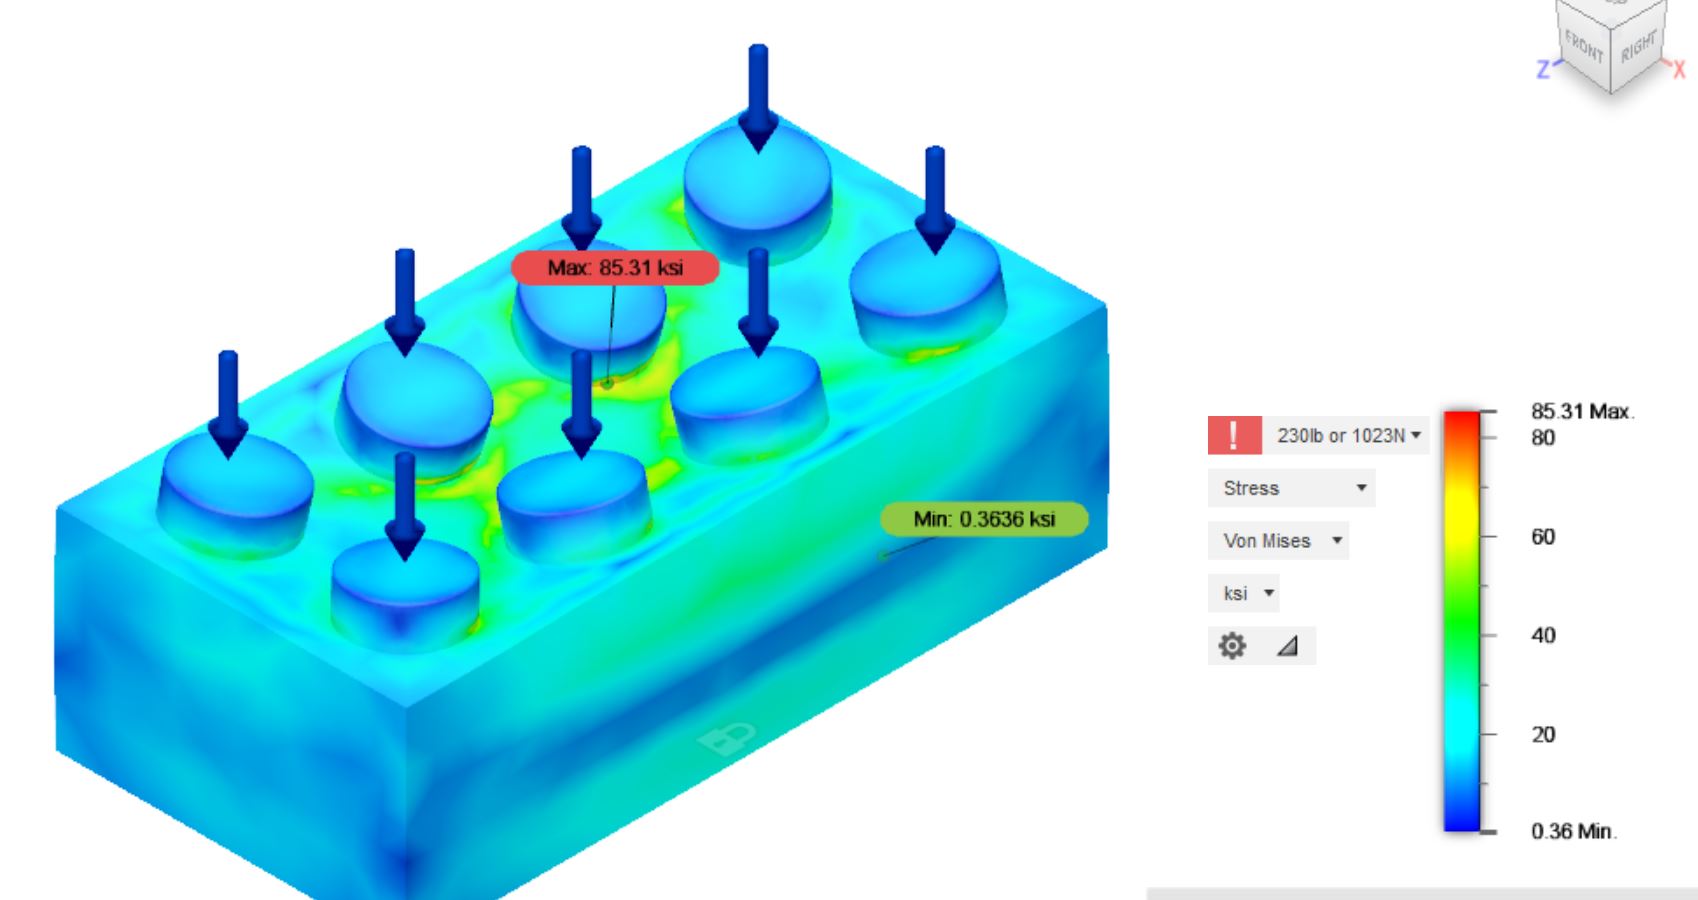 FRONT
RIGHT
Z
X
Max: 85.31 ksi
Min: 0.3636 ksi
! 230lb or 1023N
Stress
Von Mises
ksi
85.31 Max.
80
60
40
20
0.36 Min.